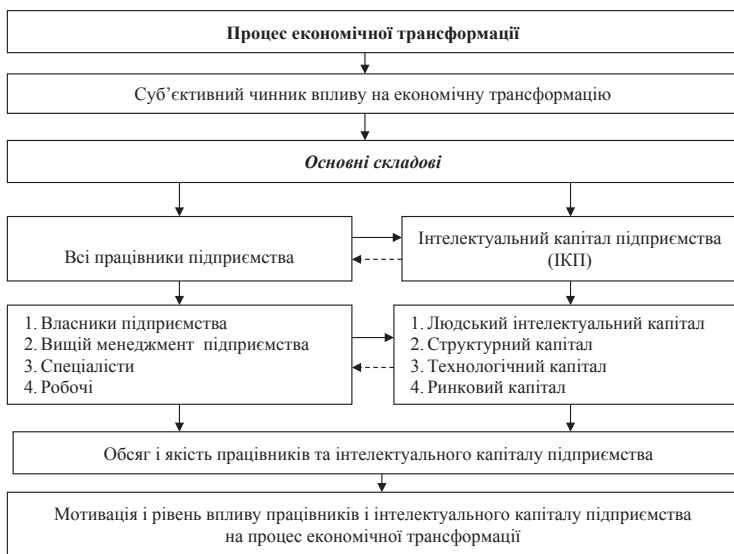 Процес економічної трансформації
Суб’єктивний чинник впливу на економічну трансформацію
Основні складові
Всі працівники підприємства
Інтелектуальний капітал підприємства
(ІКП)
1. Власники підприємства
2. Вищій менеджмент підприємства
3. Спеціалісти
4. Робочі
1. Людський інтелектуальний капітал
2. Структурний капітал
3. Технологічний капітал
4. Ринковий капітал
Обсяг і якість працівників та інтелектуального капіталу підприємства
Мотивація і рівень впливу працівників і інтелектуального капіталу підприємства
на процес економічної трансформації